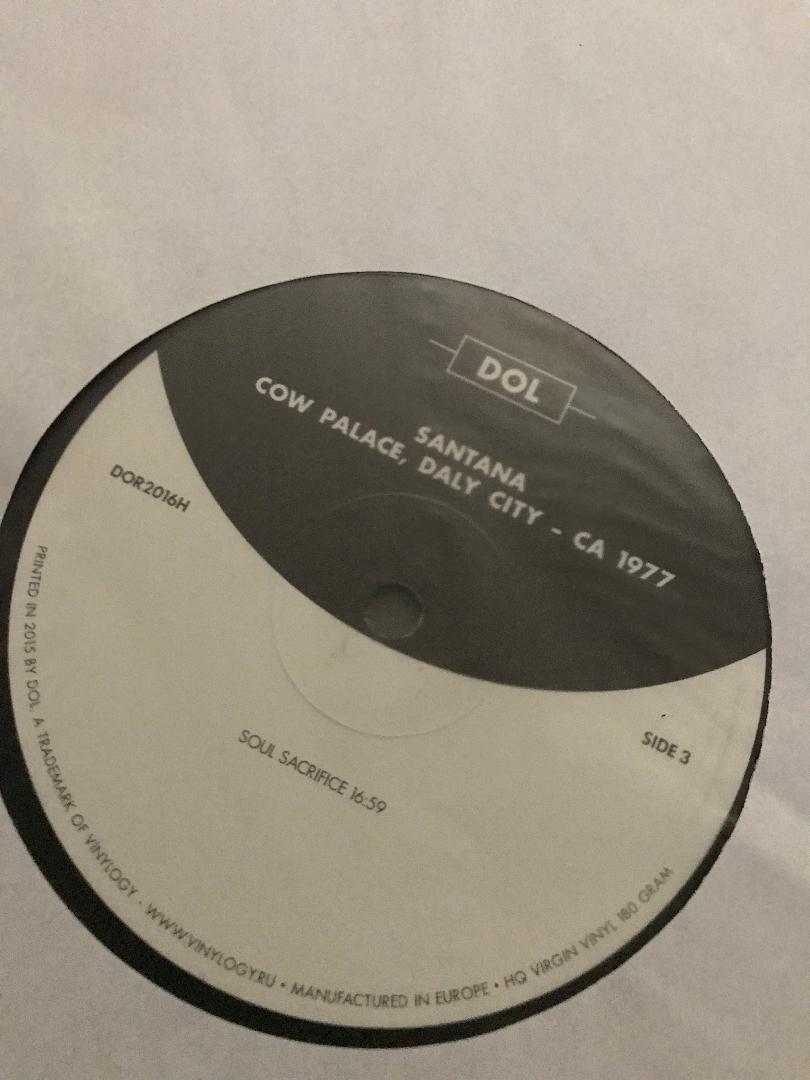 DOL
SANTANA
COW PALACE, DALY CITY - CA 1977
DOR2016H
SIDE 3
SOUL SACRIFICE 16:59
PRINTED IN 2015 BY DOL. A TRADEMARK OF VINYLOGY · WWW.VINYLOGY.RU • MANUFACTURED IN EUROPE • HQ VIRGIN VINYL 180 GRAM